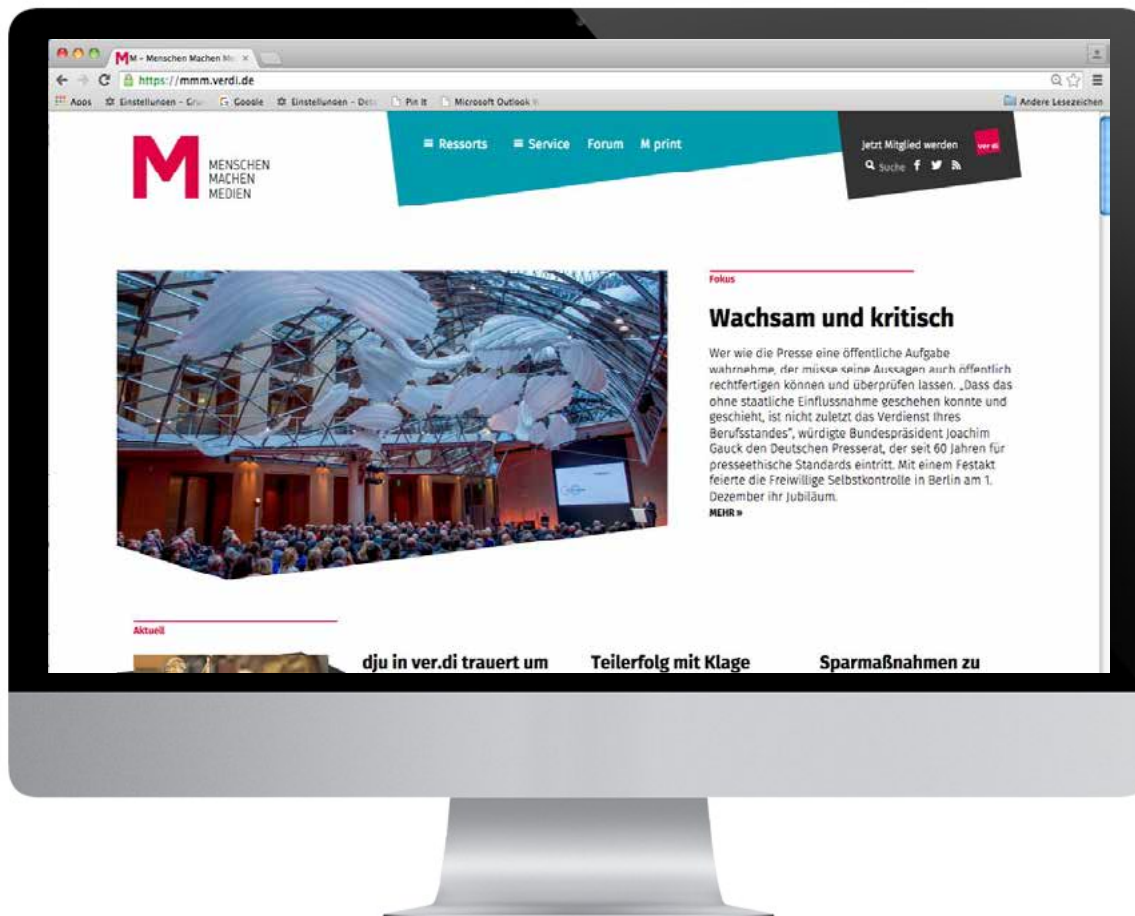 M - Menschen Machen Me
https://mmm.verdi.de
Apps Einstellungen - Gru Google Einstellungen - Deta Pin It Microsoft Outlook Andere Lesezeichen
M MENSCHEN
MACHEN
MEDIEN
Ressorts Service Forum M print
Jetzt Mitglied werden ver di
Suche
Fokus
Wachsam und kritisch
Wer wie die Presse eine öffentliche Aufgabe
wahrnehme, der müsse seine Aussagen auch öffentlich
rechtfertigen können und überprüfen lassen. „Dass das
ohne staatliche Einflussnahme geschehen konnte und
geschieht, ist nicht zuletzt das Verdienst Ihres
Berufsstandes“, würdigte Bundespräsident Joachim
Gauck den Deutschen Presserat, der seit 60 Jahren für
presseethische Standards eintritt. Mit einem Festakt
feierte die Freiwillige Selbstkontrolle in Berlin am 1.
Dezember ihr Jubiläum.
MEHR »
Aktuell
dju in ver.di trauert um
Teilerfolg mit Klage
Sparmaßnahmen zu